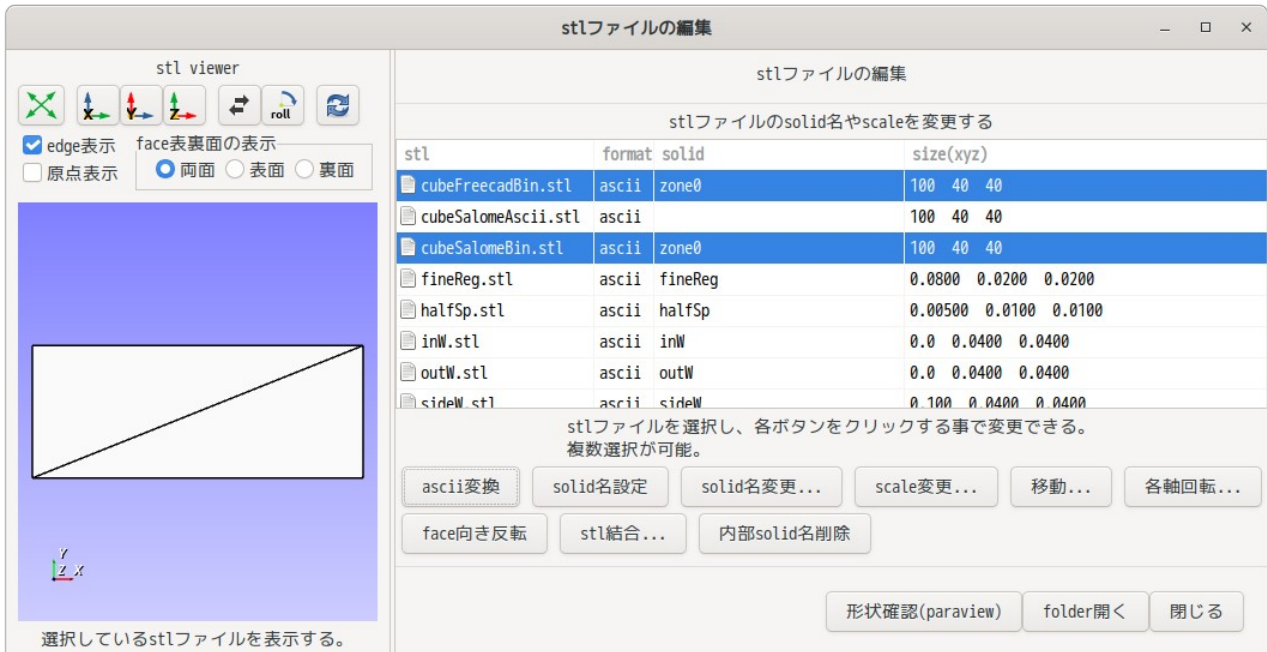 stlファイルの編集
stl viewer
X Y Z roll
edge表示
原点表示
face表裏面の表示
両面 表面 裏面
Y
Z X
選択しているstlファイルを表示する。
stlファイルの編集
stlファイルのsolid名やscaleを変更する
stl format solid size(xyz)
cubeFreecadBin.stl ascii zone0 100 40 40
cubeSalomeAscii.stl ascii 100 40 40
cubeSalomeBin.stl ascii zone0 100 40 40
fineReg.stl ascii fineReg 0.0800 0.0200 0.0200
halfSp.stl ascii halfSp 0.00500 0.0100 0.0100
inW.stl ascii inW 0.0 0.0400 0.0400
outW.stl ascii outW 0.0 0.0400 0.0400
sideW.stl ascii sideW 0.100 0.0400 0.0400
stlファイルを選択し、各ボタンをクリックする事で変更できる。
複数選択が可能。
ascii変換 solid名設定 solid名変更... scale変更... 移動... 各軸回転...
face向き反転 stl結合... 内部solid名削除
形状確認(paraview) folder開く 閉じる